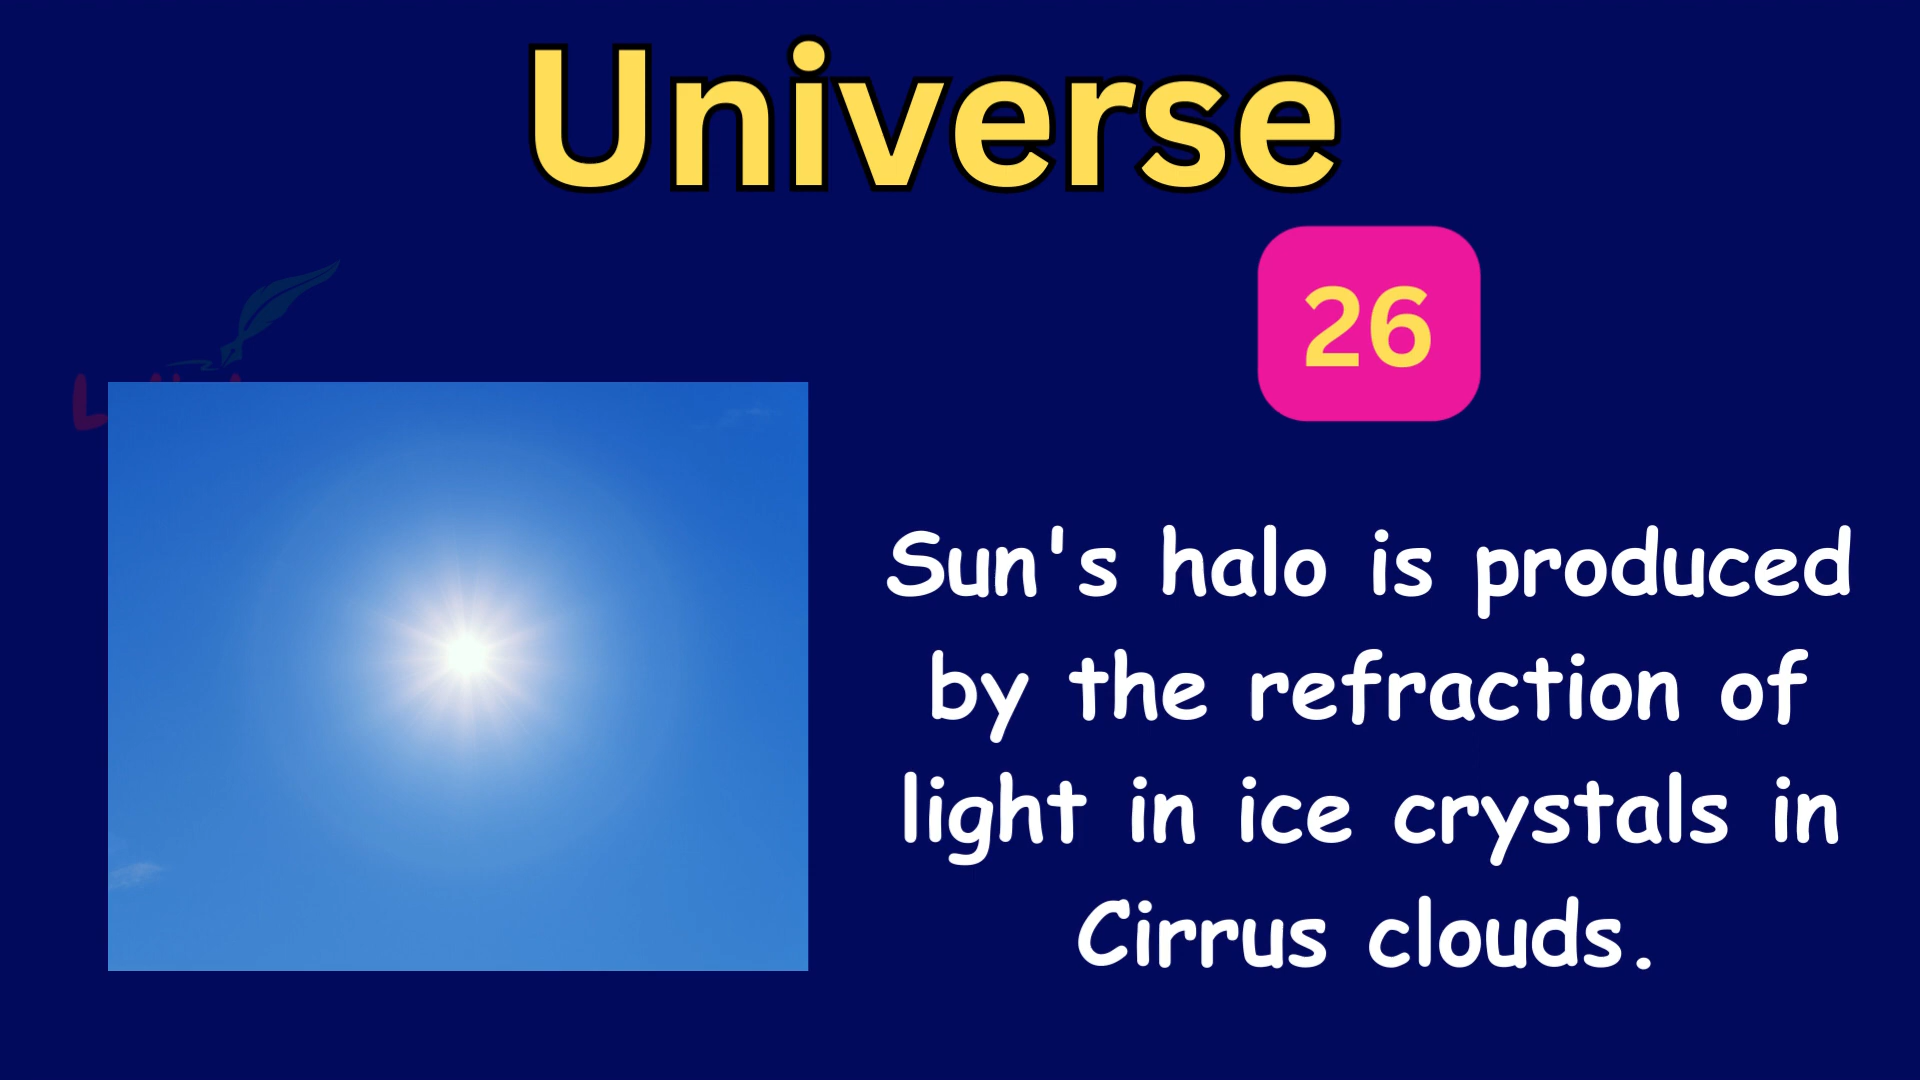 Universe
26
Sun's halo is produced
by the refraction of
light in ice crystals in
Cirrus clouds.